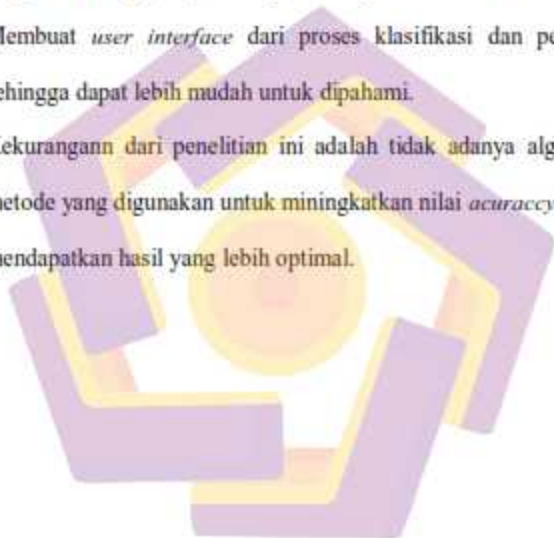 Membuat user interface dari proses klasifikasi dan pe
ehingga dapat lebih mudah untuk dipahami.
Kekurangann dari penelitian ini adalah tidak adanya alg
metode yang digunakan untuk miningkatkan nilai acuraccy
mendapatkan hasil yang lebih optimal.